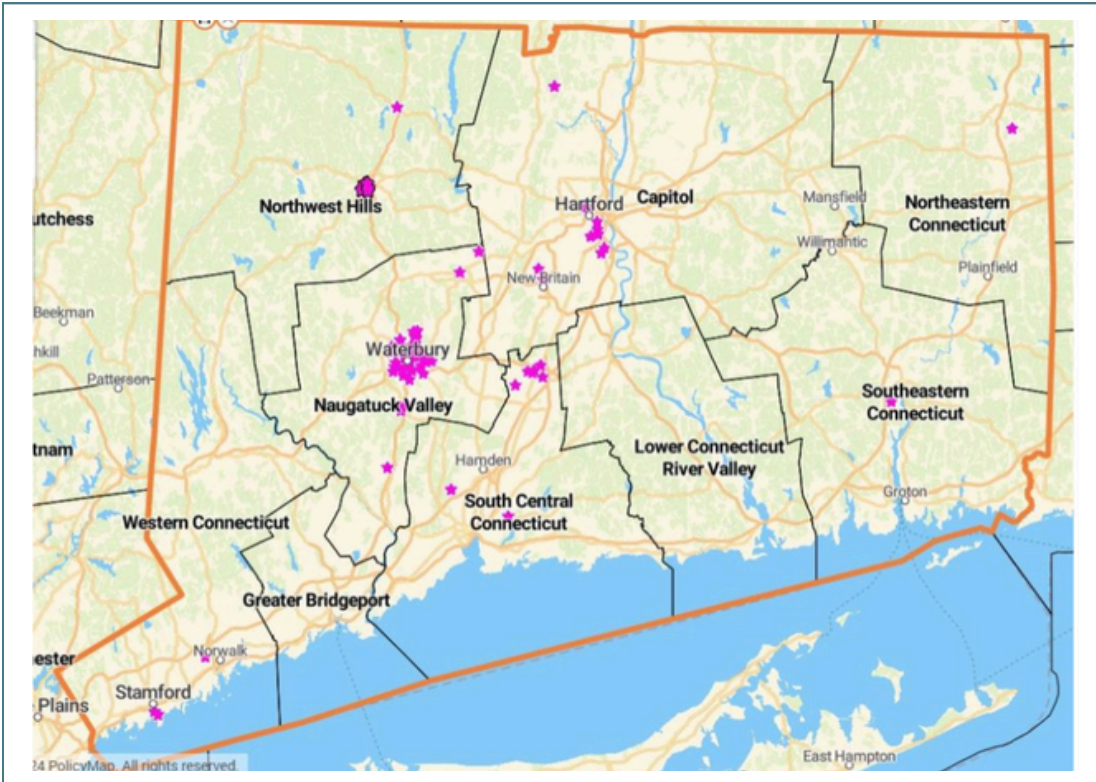 Northwest Hills
Hartford
Capitol
Mansfield
Northeastern
Connecticut
utchess
Willimantic
New Britain
Plainfield
Beekman
hkill
Waterbury
Patterson
Naugatuck Valley
Southeastern
Connecticut
tnam
Hamden
Lower Connecticut
River Valley
South Central
Connecticut
Groton
Western Connecticut
Greater Bridgeport
Norwalk
ester
Stamford
Plains
East Hampton
24 PolicyMap. All rights reserved.